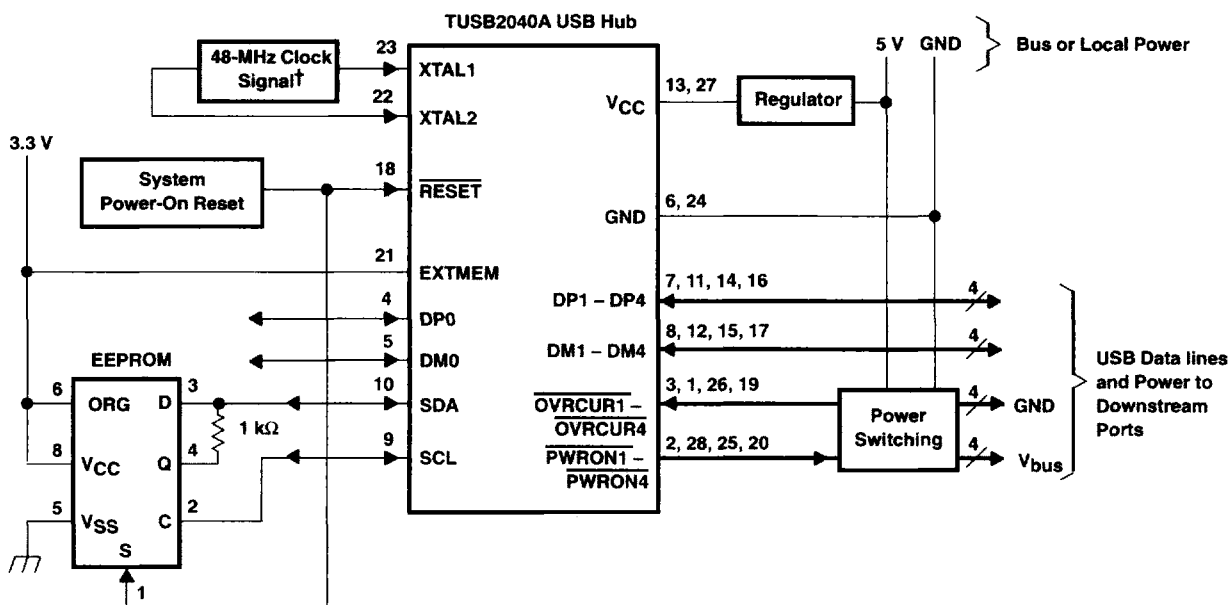 TUSB2040A USB Hub
5 V GND
Bus or Local Power
48-MHz Clock
Signal†
23
XTAL1
22
XTAL2
13, 27
VCC
Regulator
3.3 V
System
Power-On Reset
18
RESET
6, 24
GND
21
EXTMEM
4
DP0
7, 11, 14, 16
DP1 – DP4
4
5
DM0
8, 12, 15, 17
DM1 – DM4
4
USB Data lines
and Power to
Downstream
Ports
EEPROM
6
ORG
D
3
10
SDA
3, 1, 26, 19
OVRCUR1 –
OVRCUR4
Power
Switching
4
GND
1 kΩ
8
VCC
Q
4
9
SCL
2, 28, 25, 20
PWRON1 –
PWRON4
4
Vbus
5
VSS
C
2
S
1